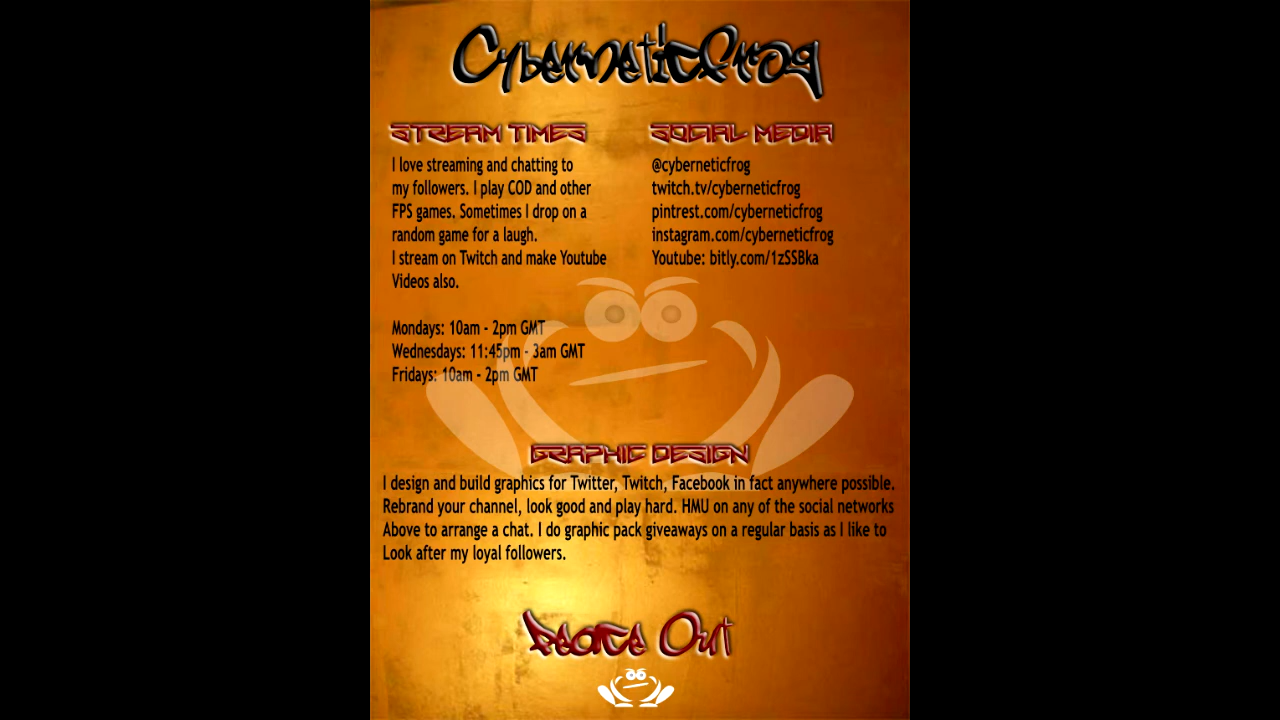 Cyberneticfrog
STREAM TIMES
I love streaming and chatting to
my followers. I play COD and other
FPS games. Sometimes I drop on a
random game for a laugh.
I stream on Twitch and make Youtube
Videos also.
Mondays: 10am - 2pm GMT
Wednesdays: 11:45pm - 3am GMT
Fridays: 10am - 2pm GMT
SOCIAL MEDIA
@cyberneticfrog
twitch.tv/cyberneticfrog
pintrest.com/cyberneticfrog
instagram.com/cyberneticfrog
Youtube: bitly.com/1zSSBka
GRAPHIC DESIGN
I design and build graphics for Twitter, Twitch, Facebook in fact anywhere possible.
Rebrand your channel, look good and play hard. HMU on any of the social networks
Above to arrange a chat. I do graphic pack giveaways on a regular basis as I like to
Look after my loyal followers.
Peace Out